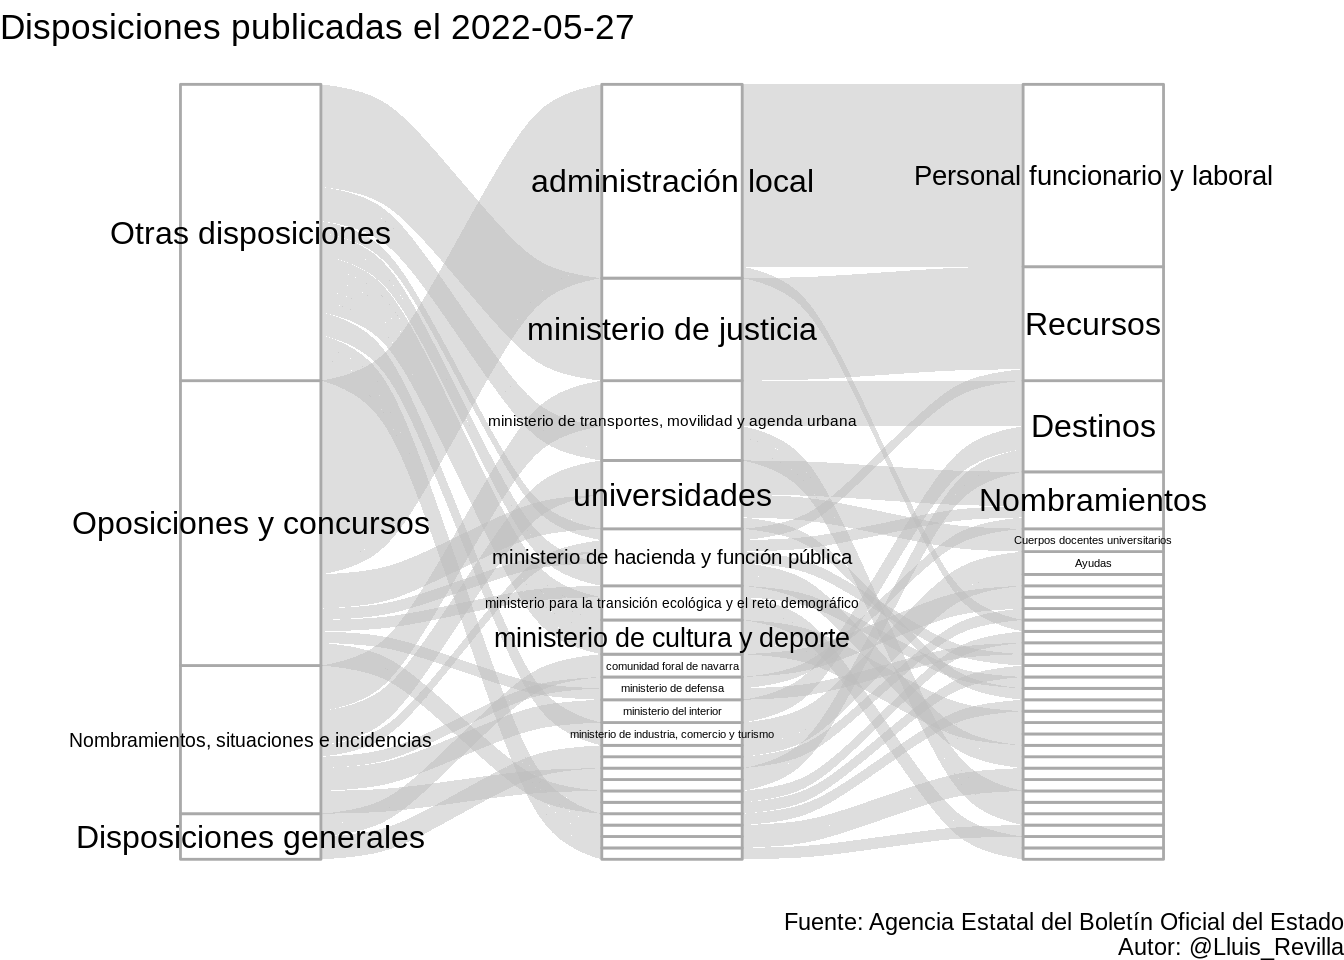 Disposiciones publicadas el 2022-05-27
Otras disposiciones
Oposiciones y concursos
Nombramientos, situaciones e incidencias
Disposiciones generales
administración local
ministerio de justicia
ministerio de transportes, movilidad y agenda urbana
universidades
ministerio de hacienda y función pública
ministerio para la transición ecológica y el reto demográfico
ministerio de cultura y deporte
comunidad foral de navarra
ministerio de defensa
ministerio del interior
ministerio de industria, comercio y turismo
Personal funcionario y laboral
Recursos
Destinos
Nombramientos
Cuerpos docentes universitarios
Ayudas
Fuente: Agencia Estatal del Boletín Oficial del Estado
Autor: @Lluis_Revilla